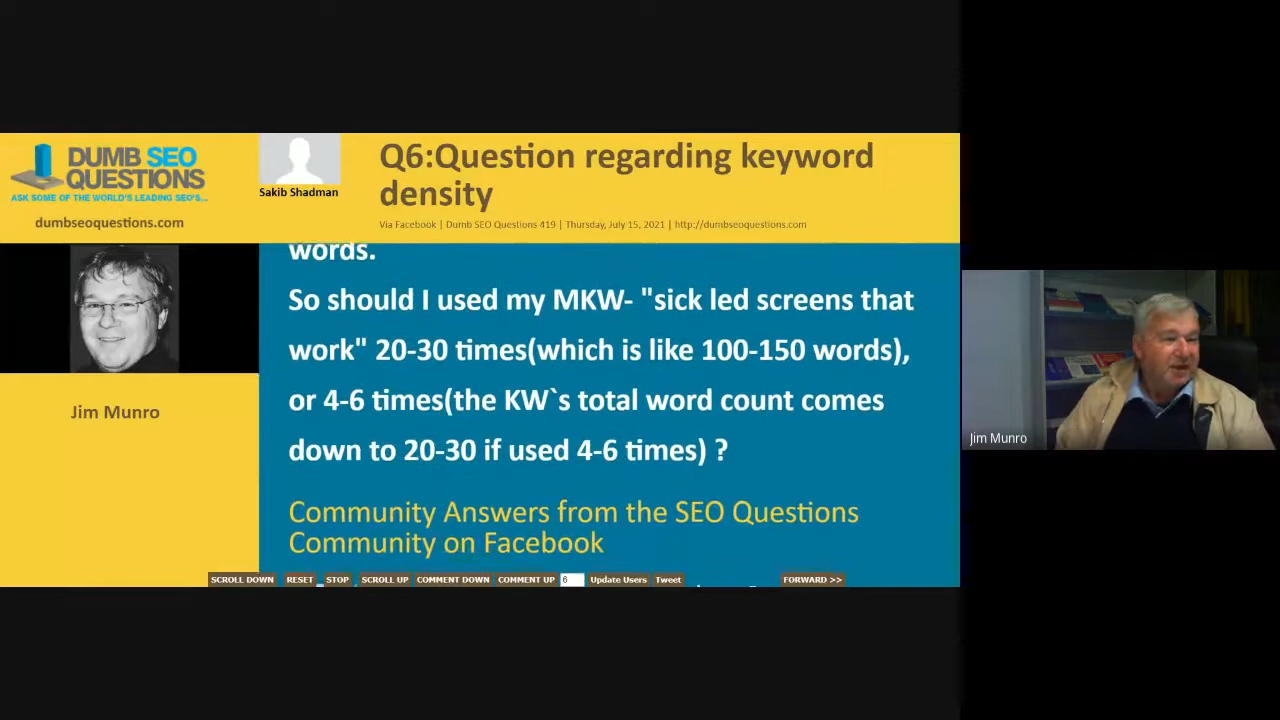 DUMB SEO
QUESTIONS
ASK SOME OF THE WORLD'S LEADING SEO'S...
dumbseoquestions.com
Sakib Shadman
Q6:Question regarding keyword
density
Via Facebook | Dumb SEO Questions 419 | Thursday, July 15, 2021 | http://dumbseoquestions.com
Jim Munro
words.
So should I used my MKW- "sick led screens that
work" 20-30 times(which is like 100-150 words),
or 4-6 times(the KW`s total word count comes
down to 20-30 if used 4-6 times) ?
Community Answers from the SEO Questions
Community on Facebook
SCROLL DOWN RESET STOP SCROLL UP COMMENT DOWN COMMENT UP 6 Update Users Tweet FORWARD >>
Jim Munro